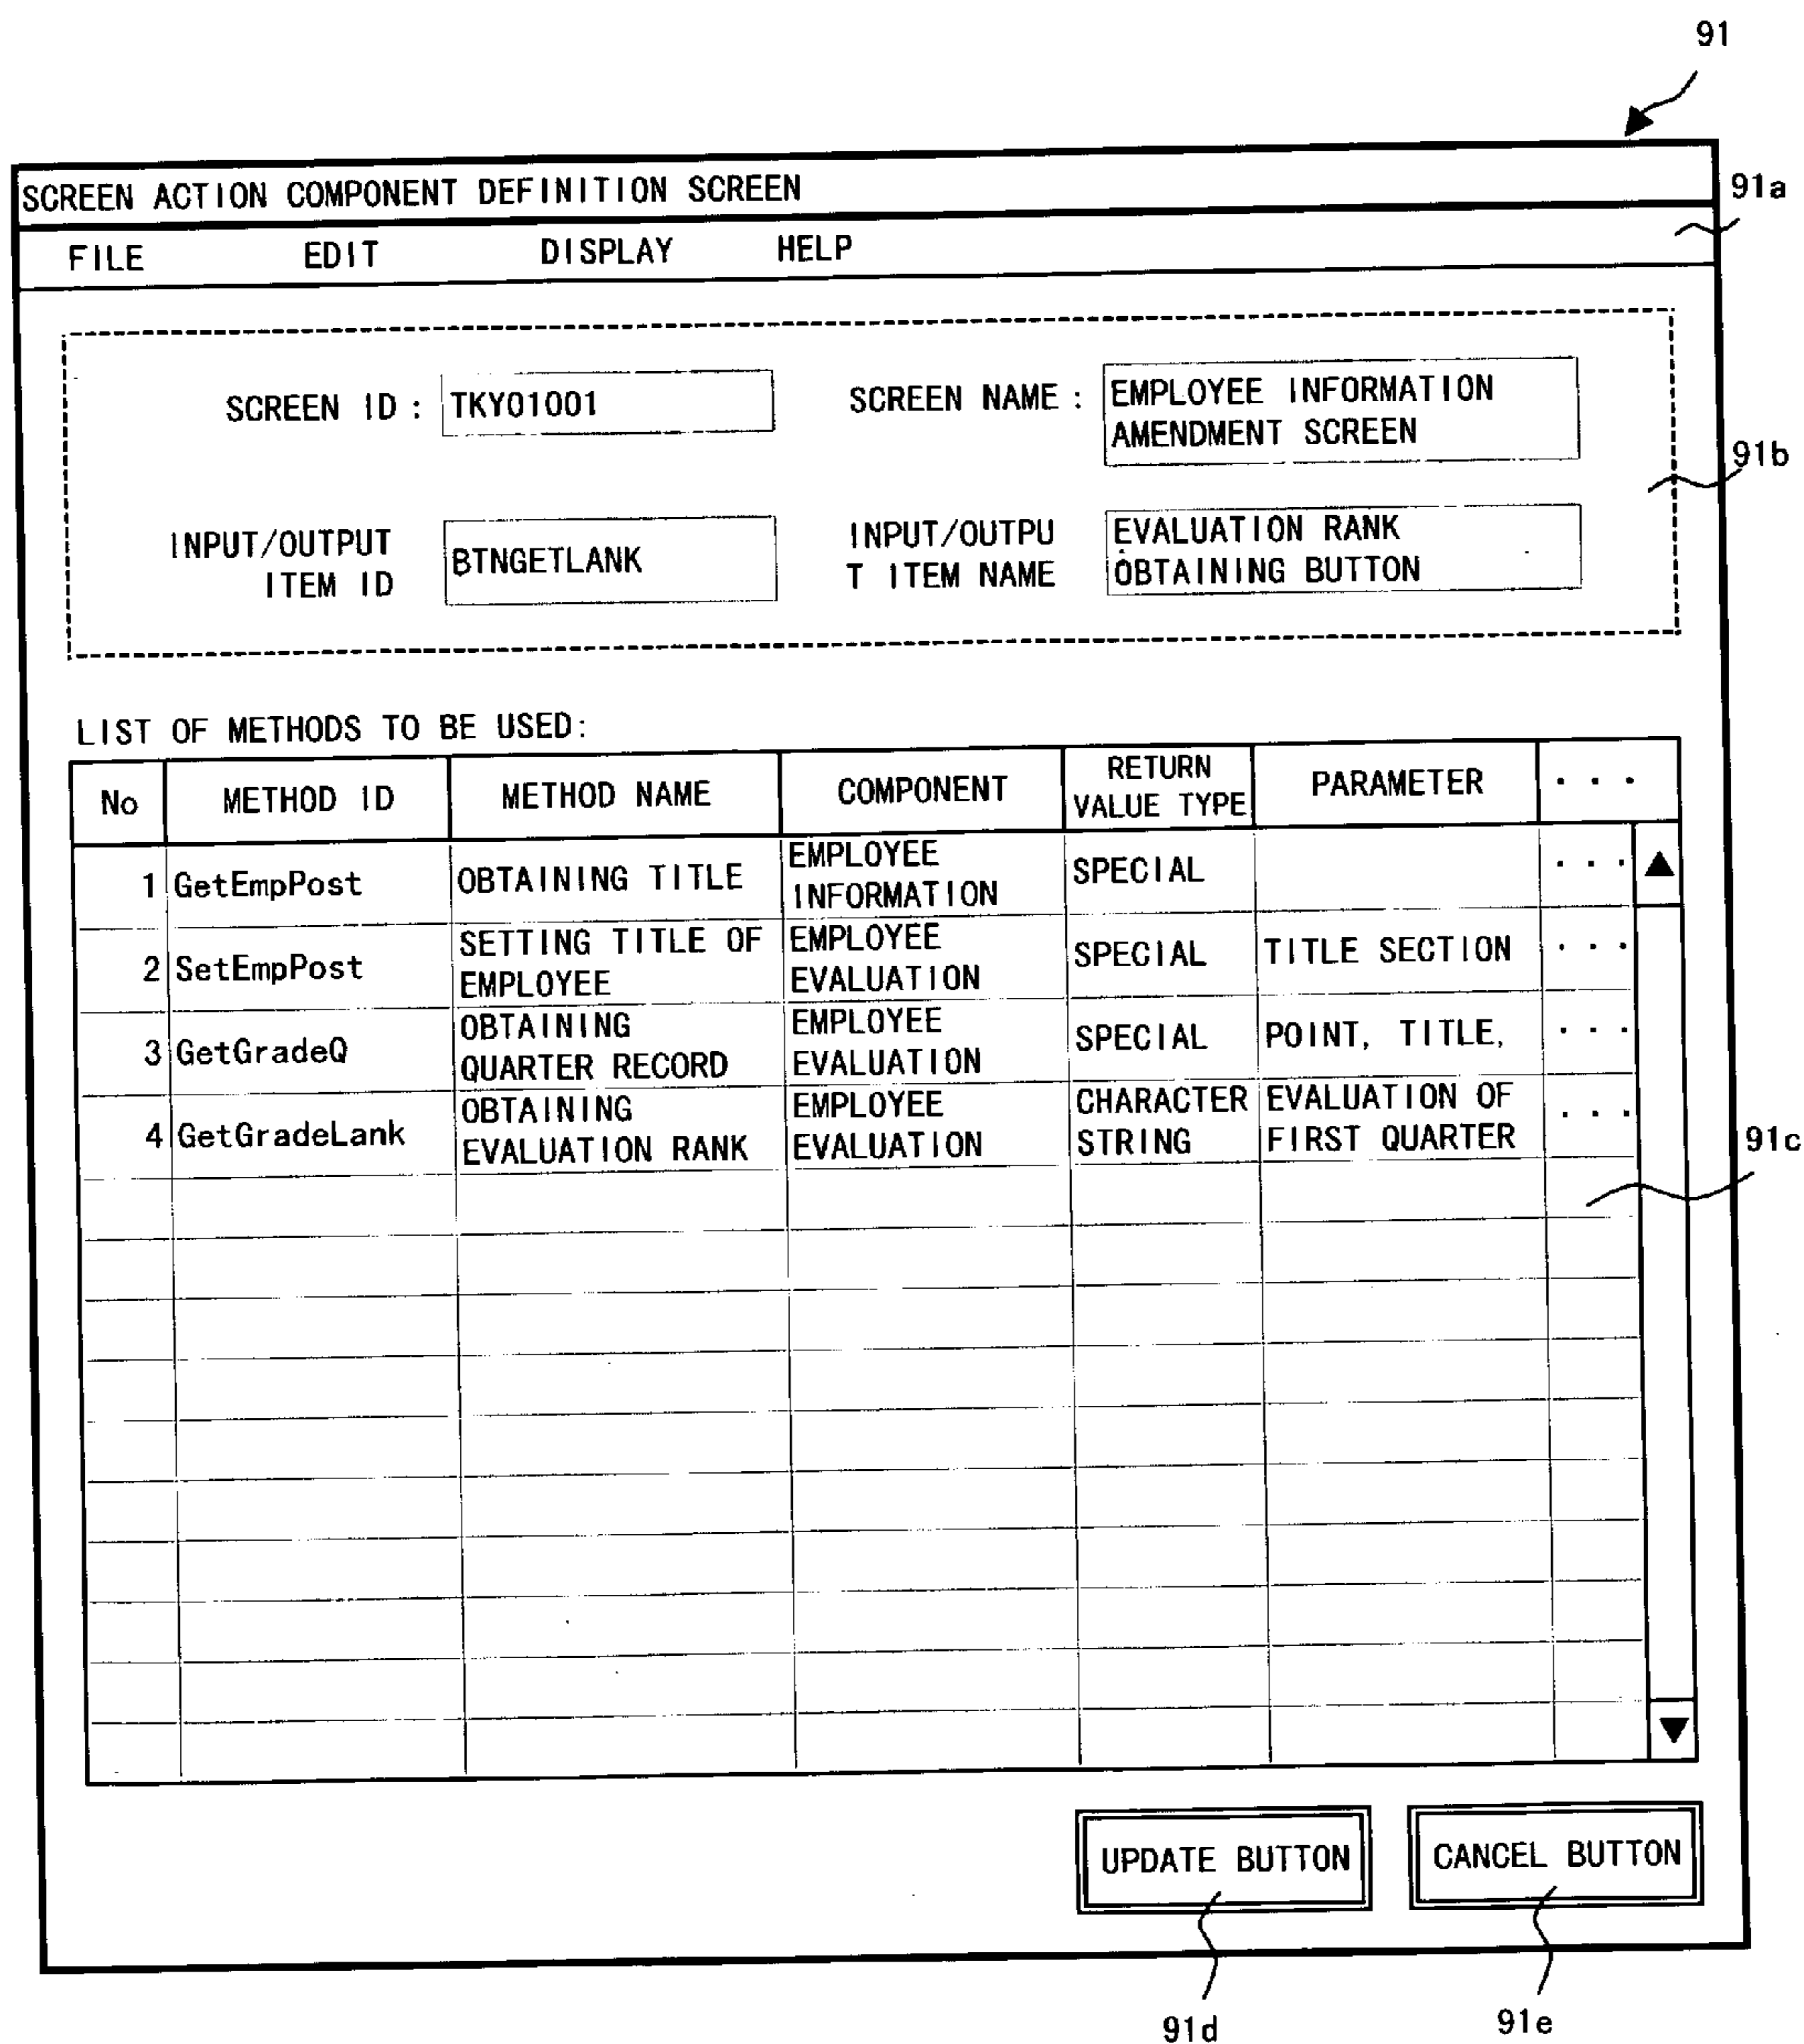 91
SCREEN ACTION COMPONENT DEFINITION SCREEN
91a
FILE EDIT DISPLAY HELP
SCREEN ID : TKY01001 SCREEN NAME : EMPLOYEE INFORMATION
AMENDMENT SCREEN
91b
INPUT/OUTPUT
ITEM ID
BTNGETLANK
INPUT/OUTPU
T ITEM NAME
EVALUATION RANK
OBTAINING BUTTON
LIST OF METHODS TO BE USED:
No METHOD ID METHOD NAME COMPONENT RETURN
VALUE TYPE PARAMETER ...
1 GetEmpPost OBTAINING TITLE EMPLOYEE
INFORMATION SPECIAL ...
2 SetEmpPost SETTING TITLE OF
EMPLOYEE EMPLOYEE
EVALUATION SPECIAL TITLE SECTION ...
3 GetGradeQ OBTAINING
QUARTER RECORD EMPLOYEE
EVALUATION SPECIAL POINT, TITLE, ...
4 GetGradeLank OBTAINING
EVALUATION RANK EMPLOYEE
EVALUATION CHARACTER
STRING EVALUATION OF
FIRST QUARTER ...
91c
UPDATE BUTTON CANCEL BUTTON
91d 91e